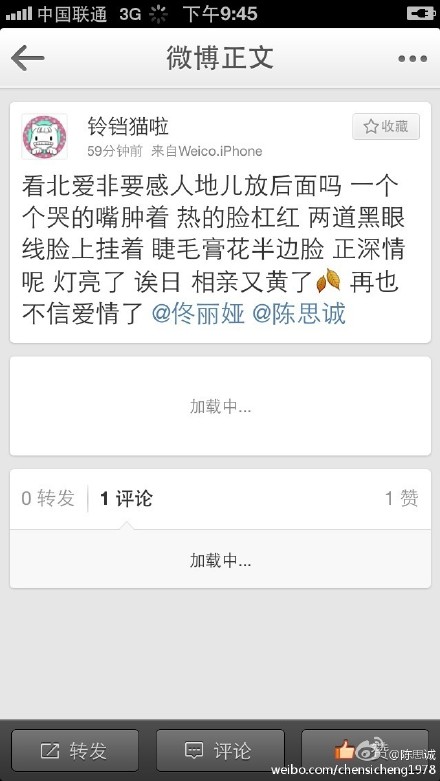 中国联通 3G 下午9:45
微博正文
铃铛猫啦
收藏
59分钟前 来自Weico.iPhone
看北爱非要感人地儿放后面吗 一个
个哭的嘴肿着 热的脸杠红 两道黑眼
线脸上挂着 睫毛膏花半边脸 正深情
呢 灯亮了 诶日 相亲又黄了🍂 再也
不信爱情了 @佟丽娅 @陈思诚
加载中...
0 转发 1 评论 1 赞
加载中...
转发 评论 赞
@陈思诚
weibo.com/chensicheng1978